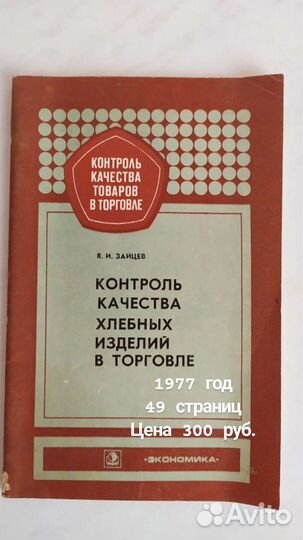 КОНТРОЛЬ
КАЧЕСТВА
ТОВАРОВ
В ТОРГОВЛЕ
В. И. ЗАЙЦЕВ
КОНТРОЛЬ
КАЧЕСТВА
ХЛЕБНЫХ
ИЗДЕЛИЙ
В ТОРГОВЛЕ
1977 год
49 страниц
Цена 300 руб.
«ЭКОНОМИКА»
Avito